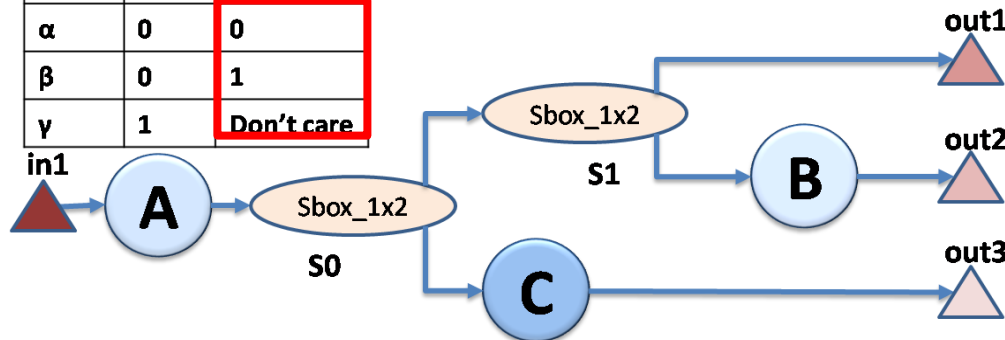 α 0 0
β 0 1
γ 1 Don't care
in1
A
Sbox_1x2
S0
Sbox_1x2
S1
B
C
out1
out2
out3